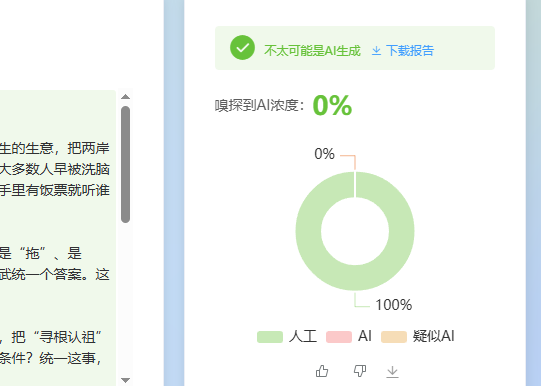 不太可能是AI生成 下载报告
嗅探到AI浓度：0%
生的生意，把两岸
大多数人早被洗脑
手里有饭票就听谁
是“拖”、是
武统一个答案。这
，把“寻根认祖”
条件？统一这事，
0%
100%
人工 AI 疑似AI